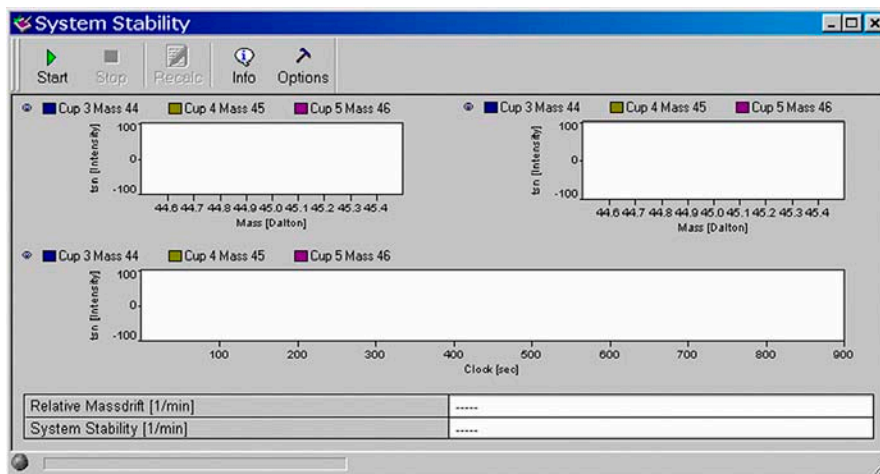 System Stability
Start Stop Recalc Info Options
Cup 3 Mass 44 Cup 4 Mass 45 Cup 5 Mass 46
Cup 3 Mass 44 Cup 4 Mass 45 Cup 5 Mass 46
tsn [Intensity]
100
0
-100
44.6 44.7 44.8 44.9 45.0 45.1 45.2 45.3 45.4
Mass [Dalton]
tsn [Intensity]
100
0
-100
44.6 44.7 44.8 44.9 45.0 45.1 45.2 45.3 45.4
Mass [Dalton]
Cup 3 Mass 44 Cup 4 Mass 45 Cup 5 Mass 46
tsn [Intensity]
100
0
-100
100 200 300 400 500 600 700 800 900
Clock [sec]
Relative Massdrift [1/min] -----
System Stability [1/min] -----